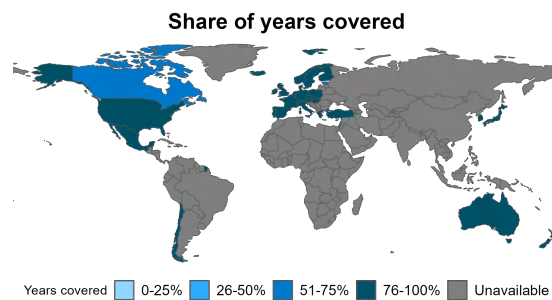 Share of years covered
Years covered 0-25% 26-50% 51-75% 76-100% Unavailable